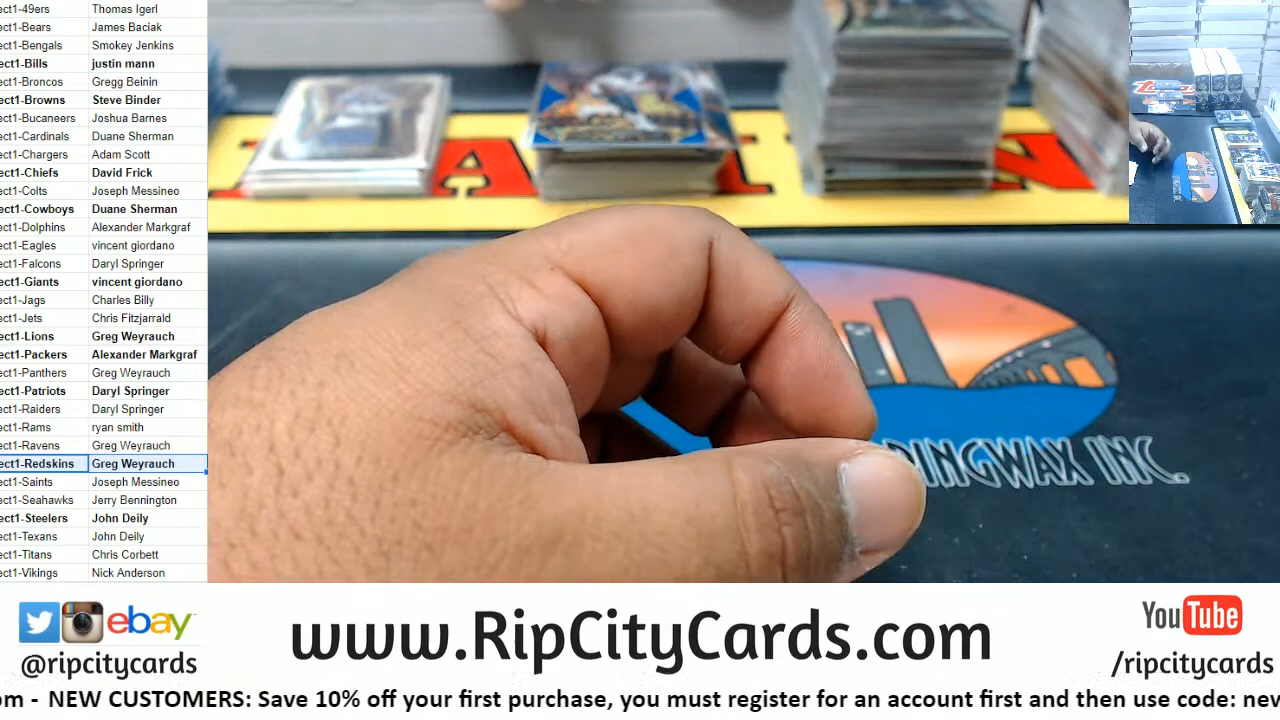 ect1-49ers Thomas Igerl
ect1-Bears James Baciak
ect1-Bengals Smokey Jenkins
ect1-Bills justin mann
ect1-Broncos Gregg Beinin
ect1-Browns Steve Binder
ect1-Bucaneers Joshua Barnes
ect1-Cardinals Duane Sherman
ect1-Chargers Adam Scott
ect1-Chiefs David Frick
ect1-Colts Joseph Messineo
ect1-Cowboys Duane Sherman
ect1-Dolphins Alexander Markgraf
ect1-Eagles vincent giordano
ect1-Falcons Daryl Springer
ect1-Giants vincent giordano
ect1-Jags Charles Billy
ect1-Jets Chris Fitzjarrald
ect1-Lions Greg Weyrauch
ect1-Packers Alexander Markgraf
ect1-Panthers Greg Weyrauch
ect1-Patriots Daryl Springer
ect1-Raiders Daryl Springer
ect1-Rams ryan smith
ect1-Ravens Greg Weyrauch
ect1-Redskins Greg Weyrauch
ect1-Saints Joseph Messineo
ect1-Seahawks Jerry Bennington
ect1-Steelers John Deily
ect1-Texans John Deily
ect1-Titans Chris Corbett
ect1-Vikings Nick Anderson
DINGWAX INC.
ebay
@ripcitycards
www.RipCityCards.com
YouTube
/ripcitycards
om - NEW CUSTOMERS: Save 10% off your first purchase, you must register for an account first and then use code: new